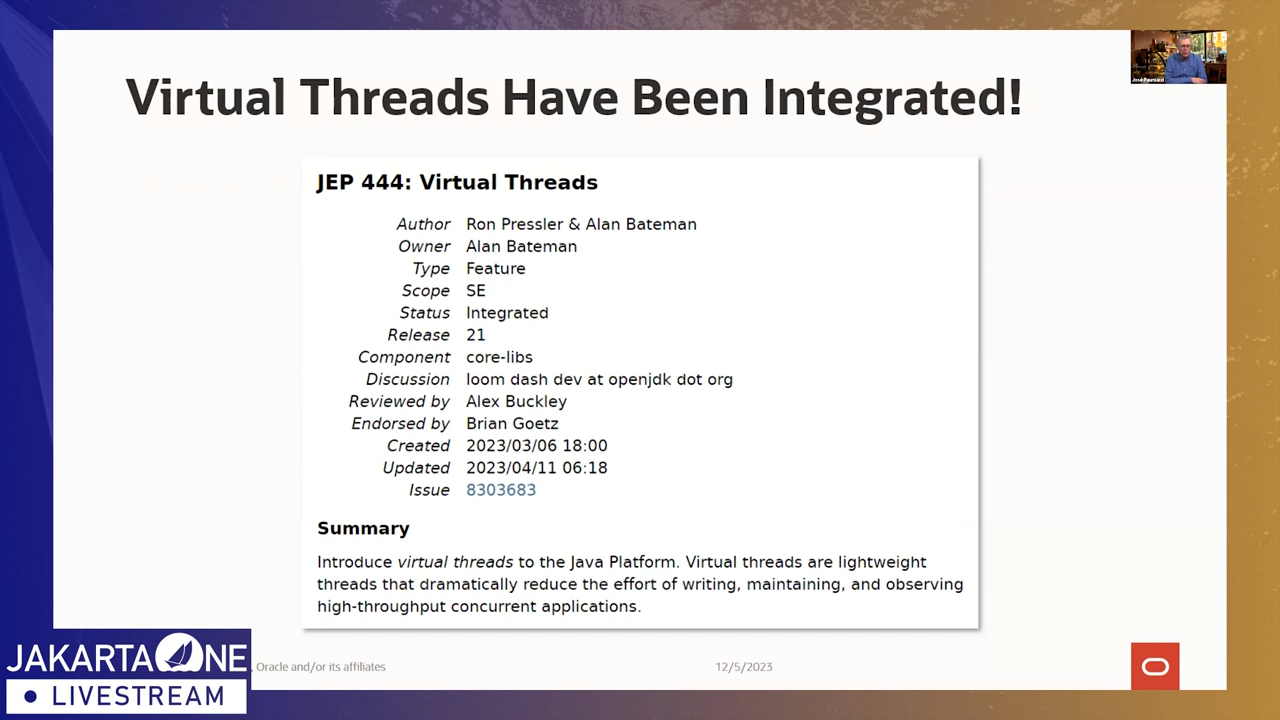 Virtual Threads Have Been Integrated!
José Paumard
JEP 444: Virtual Threads
Author Ron Pressler & Alan Bateman
Owner Alan Bateman
Type Feature
Scope SE
Status Integrated
Release 21
Component core-libs
Discussion loom dash dev at openjdk dot org
Reviewed by Alex Buckley
Endorsed by Brian Goetz
Created 2023/03/06 18:00
Updated 2023/04/11 06:18
Issue 8303683
Summary
Introduce virtual threads to the Java Platform. Virtual threads are lightweight
threads that dramatically reduce the effort of writing, maintaining, and observing
high-throughput concurrent applications.
JAKARTA ONE
LIVESTREAM
, Oracle and/or its affiliates
12/5/2023